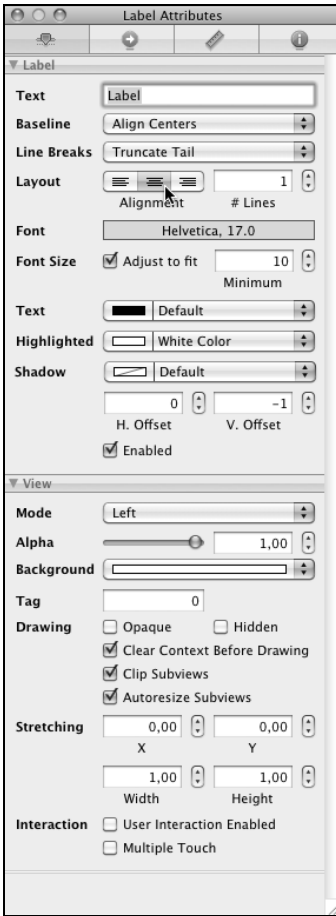 Label Attributes
Label
Text Label
Baseline Align Centers
Line Breaks Truncate Tail
Layout 1
Alignment # Lines
Font Helvetica, 17.0
Font Size Adjust to fit 10
Minimum
Text Default
Highlighted White Color
Shadow Default
0 -1
H. Offset V. Offset
Enabled
View
Mode Left
Alpha 1,00
Background
Tag 0
Drawing Opaque Hidden
Clear Context Before Drawing
Clip Subviews
Autoresize Subviews
Stretching 0,00 0,00
X Y
1,00 1,00
Width Height
Interaction User Interaction Enabled
Multiple Touch